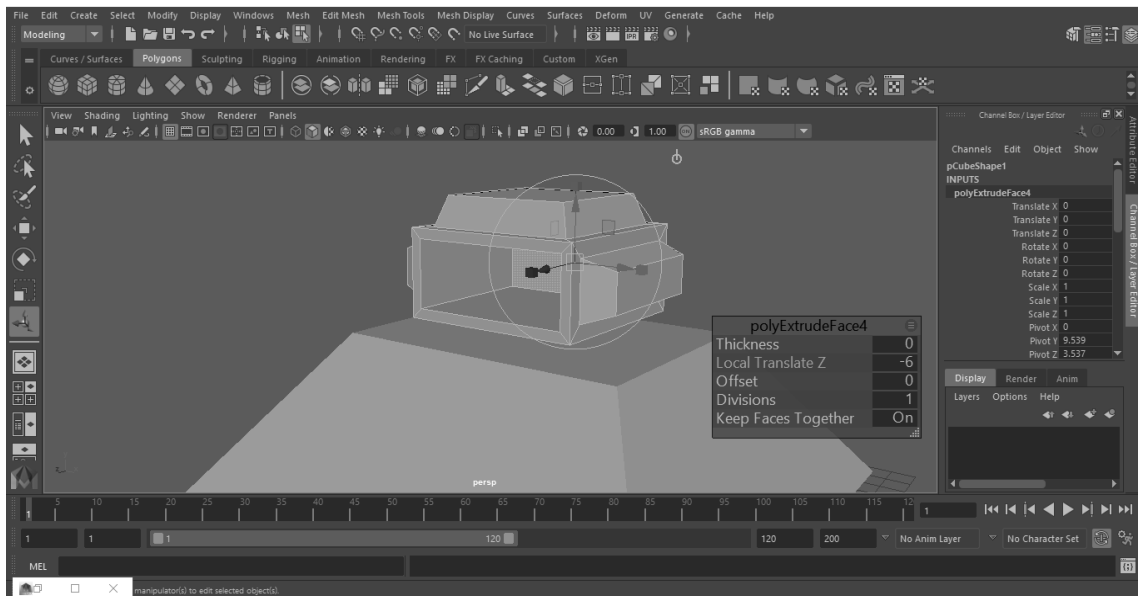 File Edit Create Select Modify Display Windows Mesh Edit Mesh Mesh Tools Mesh Display Curves Surfaces Deform UV Generate Cache Help
Modeling No Live Surface IPR
Curves / Surfaces Polygons Sculpting Rigging Animation Rendering FX FX Caching Custom XGen
View Shading Lighting Show Renderer Panels
0.00 1.00 sRGB gamma
Channel Box / Layer Editor
Channels Edit Object Show
pCubeShape1
INPUTS
polyExtrudeFace4
Translate X 0
Translate Y 0
Translate Z 0
Rotate X 0
Rotate Y 0
Rotate Z 0
Scale X 1
Scale Y 1
Scale Z 1
Pivot X 0
Pivot Y 9.539
Pivot Z 3.537
Attribute Editor
Channel Box / Layer Editor
polyExtrudeFace4
Thickness 0
Local Translate Z -6
Offset 0
Divisions 1
Keep Faces Together On
Display Render Anim
Layers Options Help
persp
5 10 15 20 25 30 35 40 45 50 55 60 65 70 75 80 85 90 95 100 105 110 115 12
1 1
1 1 1 120 120 200 No Anim Layer No Character Set
MEL
manipulator(s) to edit selected object(s).